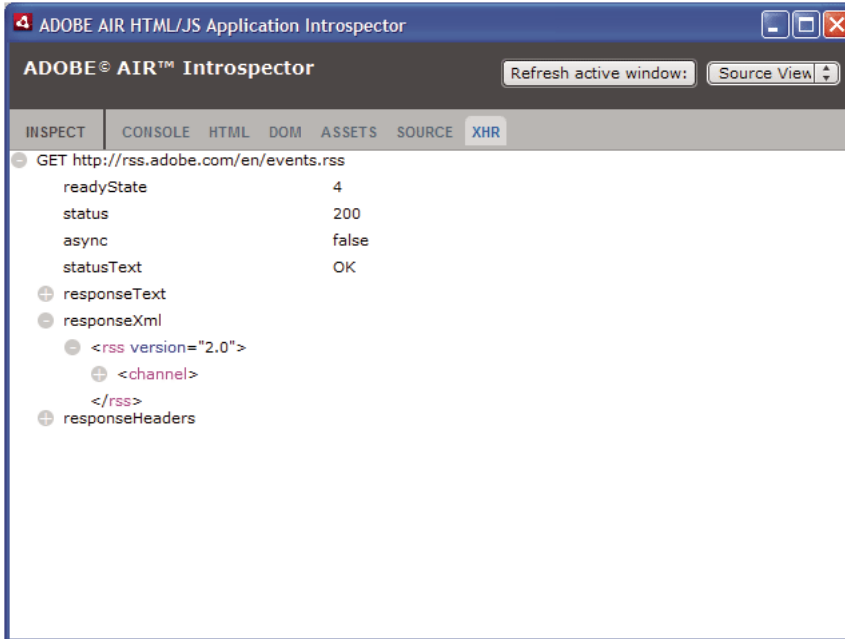 ADOBE AIR HTML/JS Application Introspector
ADOBE© AIR™ Introspector
Refresh active window: Source View
INSPECT CONSOLE HTML DOM ASSETS SOURCE XHR
GET http://rss.adobe.com/en/events.rss
readyState 4
status 200
async false
statusText OK
responseText
responseXml
<rss version="2.0">
<channel>
</rss>
responseHeaders